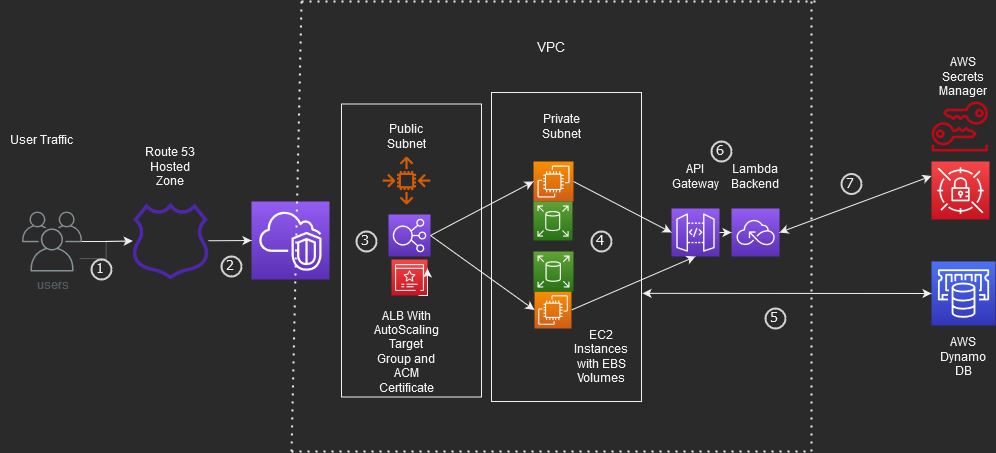 VPC
AWS
Secrets
Manager
User Traffic
Public
Subnet
Private
Subnet
Route 53
Hosted
Zone
6
API
Gateway
Lambda
Backend
7
1
2
3
4
users
5
ALB With
AutoScaling
Target
Group and
ACM
Certificate
EC2
Instances
with EBS
Volumes
AWS
Dynamo
DB